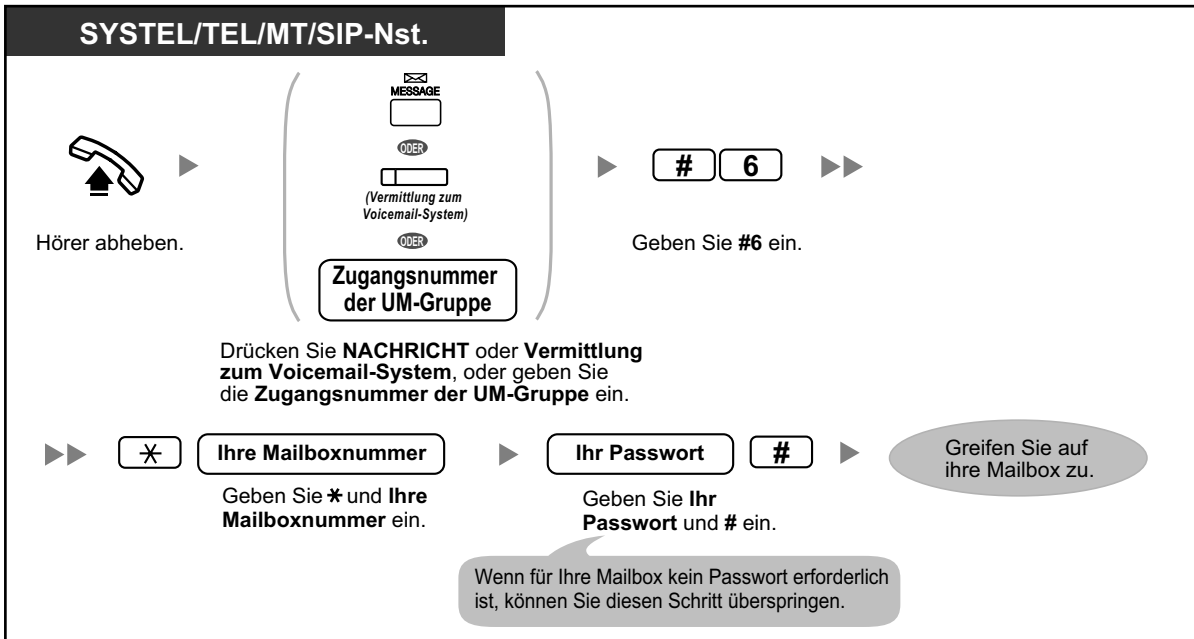 SYSTEL/TEL/MT/SIP-Nst.
MESSAGE
ODER
(Vermittlung zum
Voicemail-System)
ODER
Zugangsnummer
der UM-Gruppe
# 6
Hörer abheben.
Geben Sie #6 ein.
Drücken Sie NACHRICHT oder Vermittlung
zum Voicemail-System, oder geben Sie
die Zugangsnummer der UM-Gruppe ein.
* Ihre Mailboxnummer
Ihr Passwort #
Greifen Sie auf
ihre Mailbox zu.
Geben Sie * und Ihre
Mailboxnummer ein.
Geben Sie Ihr
Passwort und # ein.
Wenn für Ihre Mailbox kein Passwort erforderlich
ist, können Sie diesen Schritt überspringen.